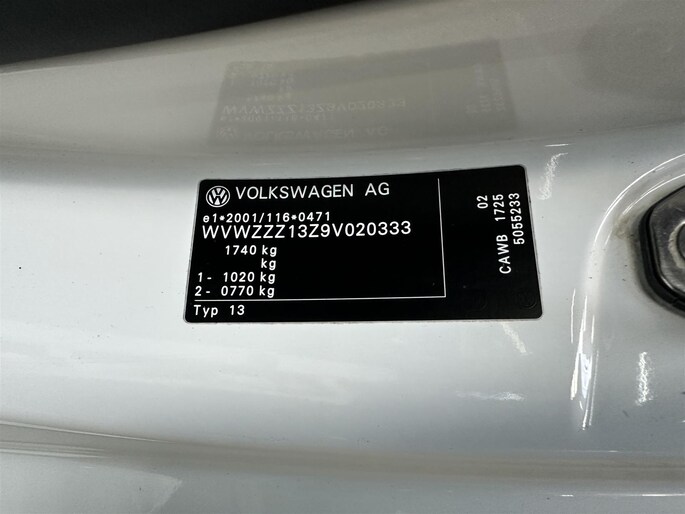 VOLKSWAGEN AG
e1*2001/116*0471
WVWZZZ13Z9V020333
1740 kg
kg
1- 1020 kg
2- 0770 kg
Typ 13
02
CAWB 1725
5055233